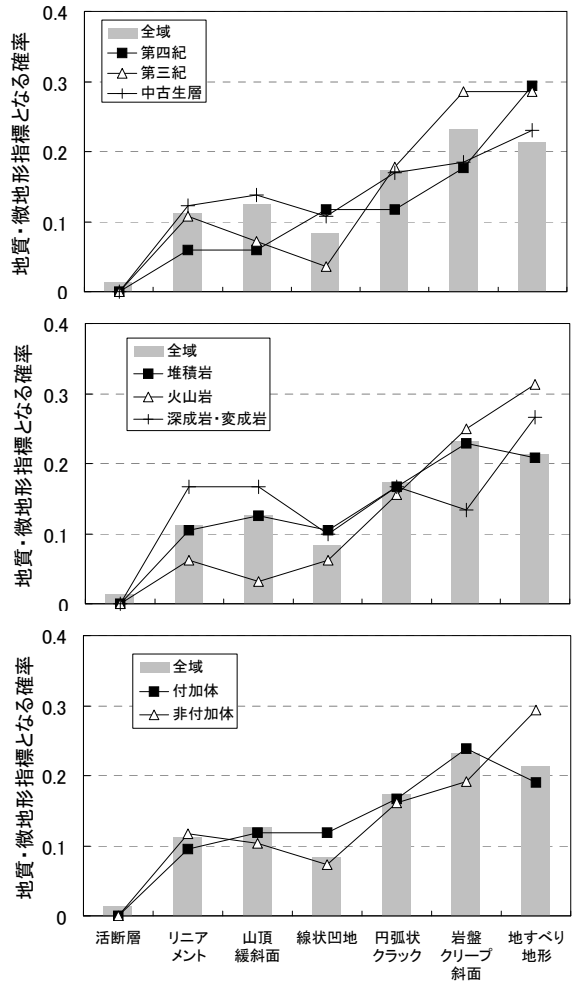 地質・微地形指標となる確率
0.4
0.3
0.2
0.1
0
全域
第四紀
第三紀
中古生層
地質・微地形指標となる確率
0.4
0.3
0.2
0.1
0
全域
堆積岩
火山岩
深成岩・変成岩
地質・微地形指標となる確率
0.4
0.3
0.2
0.1
0
全域
付加体
非付加体
活断層
リニア
メント
山頂
緩斜面
線状凹地
円弧状
クラック
岩盤
クリープ
斜面
地すべり
地形